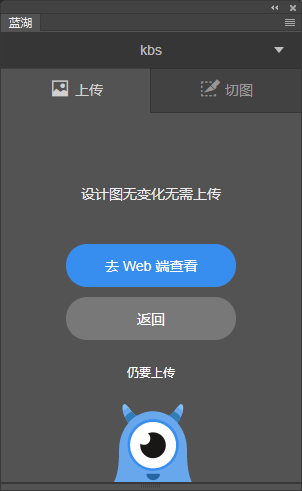 蓝湖
kbs
上传
切图
设计图无变化无需上传
去 Web 端查看
返回
仍要上传